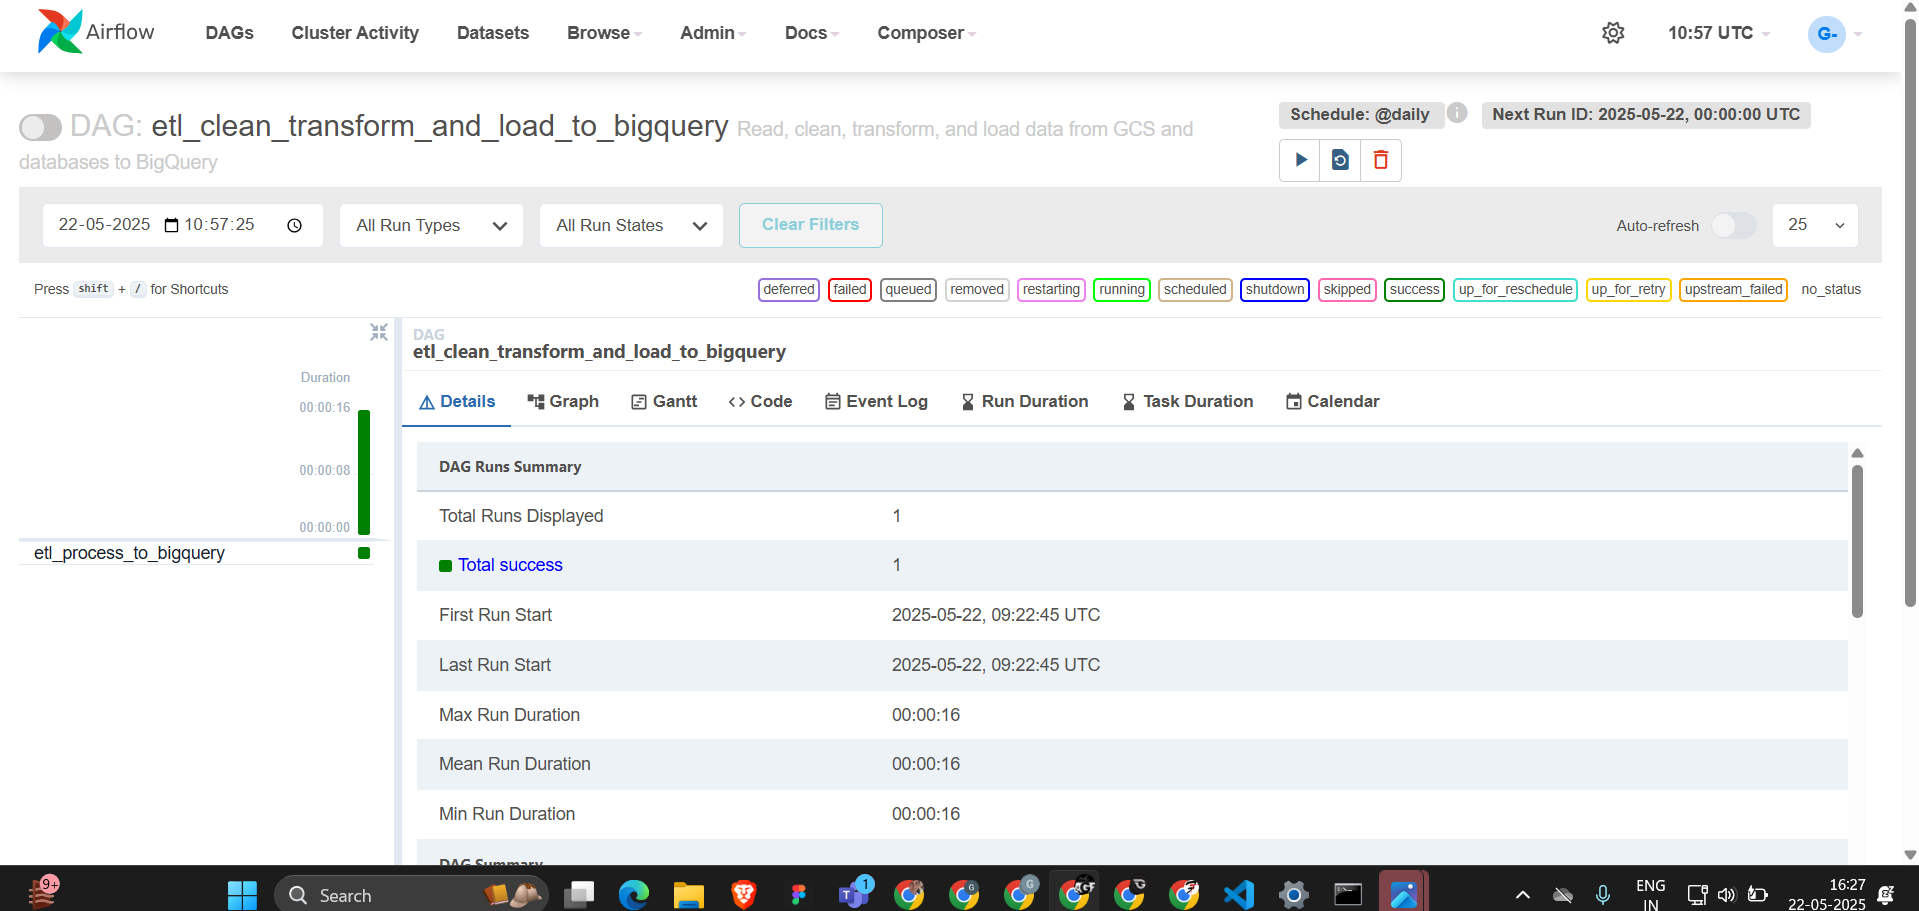 Airflow DAGs Cluster Activity Datasets Browse Admin Docs Composer 10:57 UTC G-
DAG: etl_clean_transform_and_load_to_bigquery Read, clean, transform, and load data from GCS and
databases to BigQuery
Schedule: @daily i Next Run ID: 2025-05-22, 00:00:00 UTC
22-05-2025 10:57:25 All Run Types All Run States Clear Filters Auto-refresh 25
Press shift + / for Shortcuts deferred failed queued removed restarting running scheduled shutdown skipped success up_for_reschedule up_for_retry upstream_failed no_status
Duration
00:00:16
00:00:08
00:00:00
etl_process_to_bigquery
DAG
etl_clean_transform_and_load_to_bigquery
Details Graph Gantt Code Event Log Run Duration Task Duration Calendar
DAG Runs Summary
Total Runs Displayed 1
Total success 1
First Run Start 2025-05-22, 09:22:45 UTC
Last Run Start 2025-05-22, 09:22:45 UTC
Max Run Duration 00:00:16
Mean Run Duration 00:00:16
Min Run Duration 00:00:16
DAG Summary
9+ Search 1 ENG 16:27
IN 22-05-2025